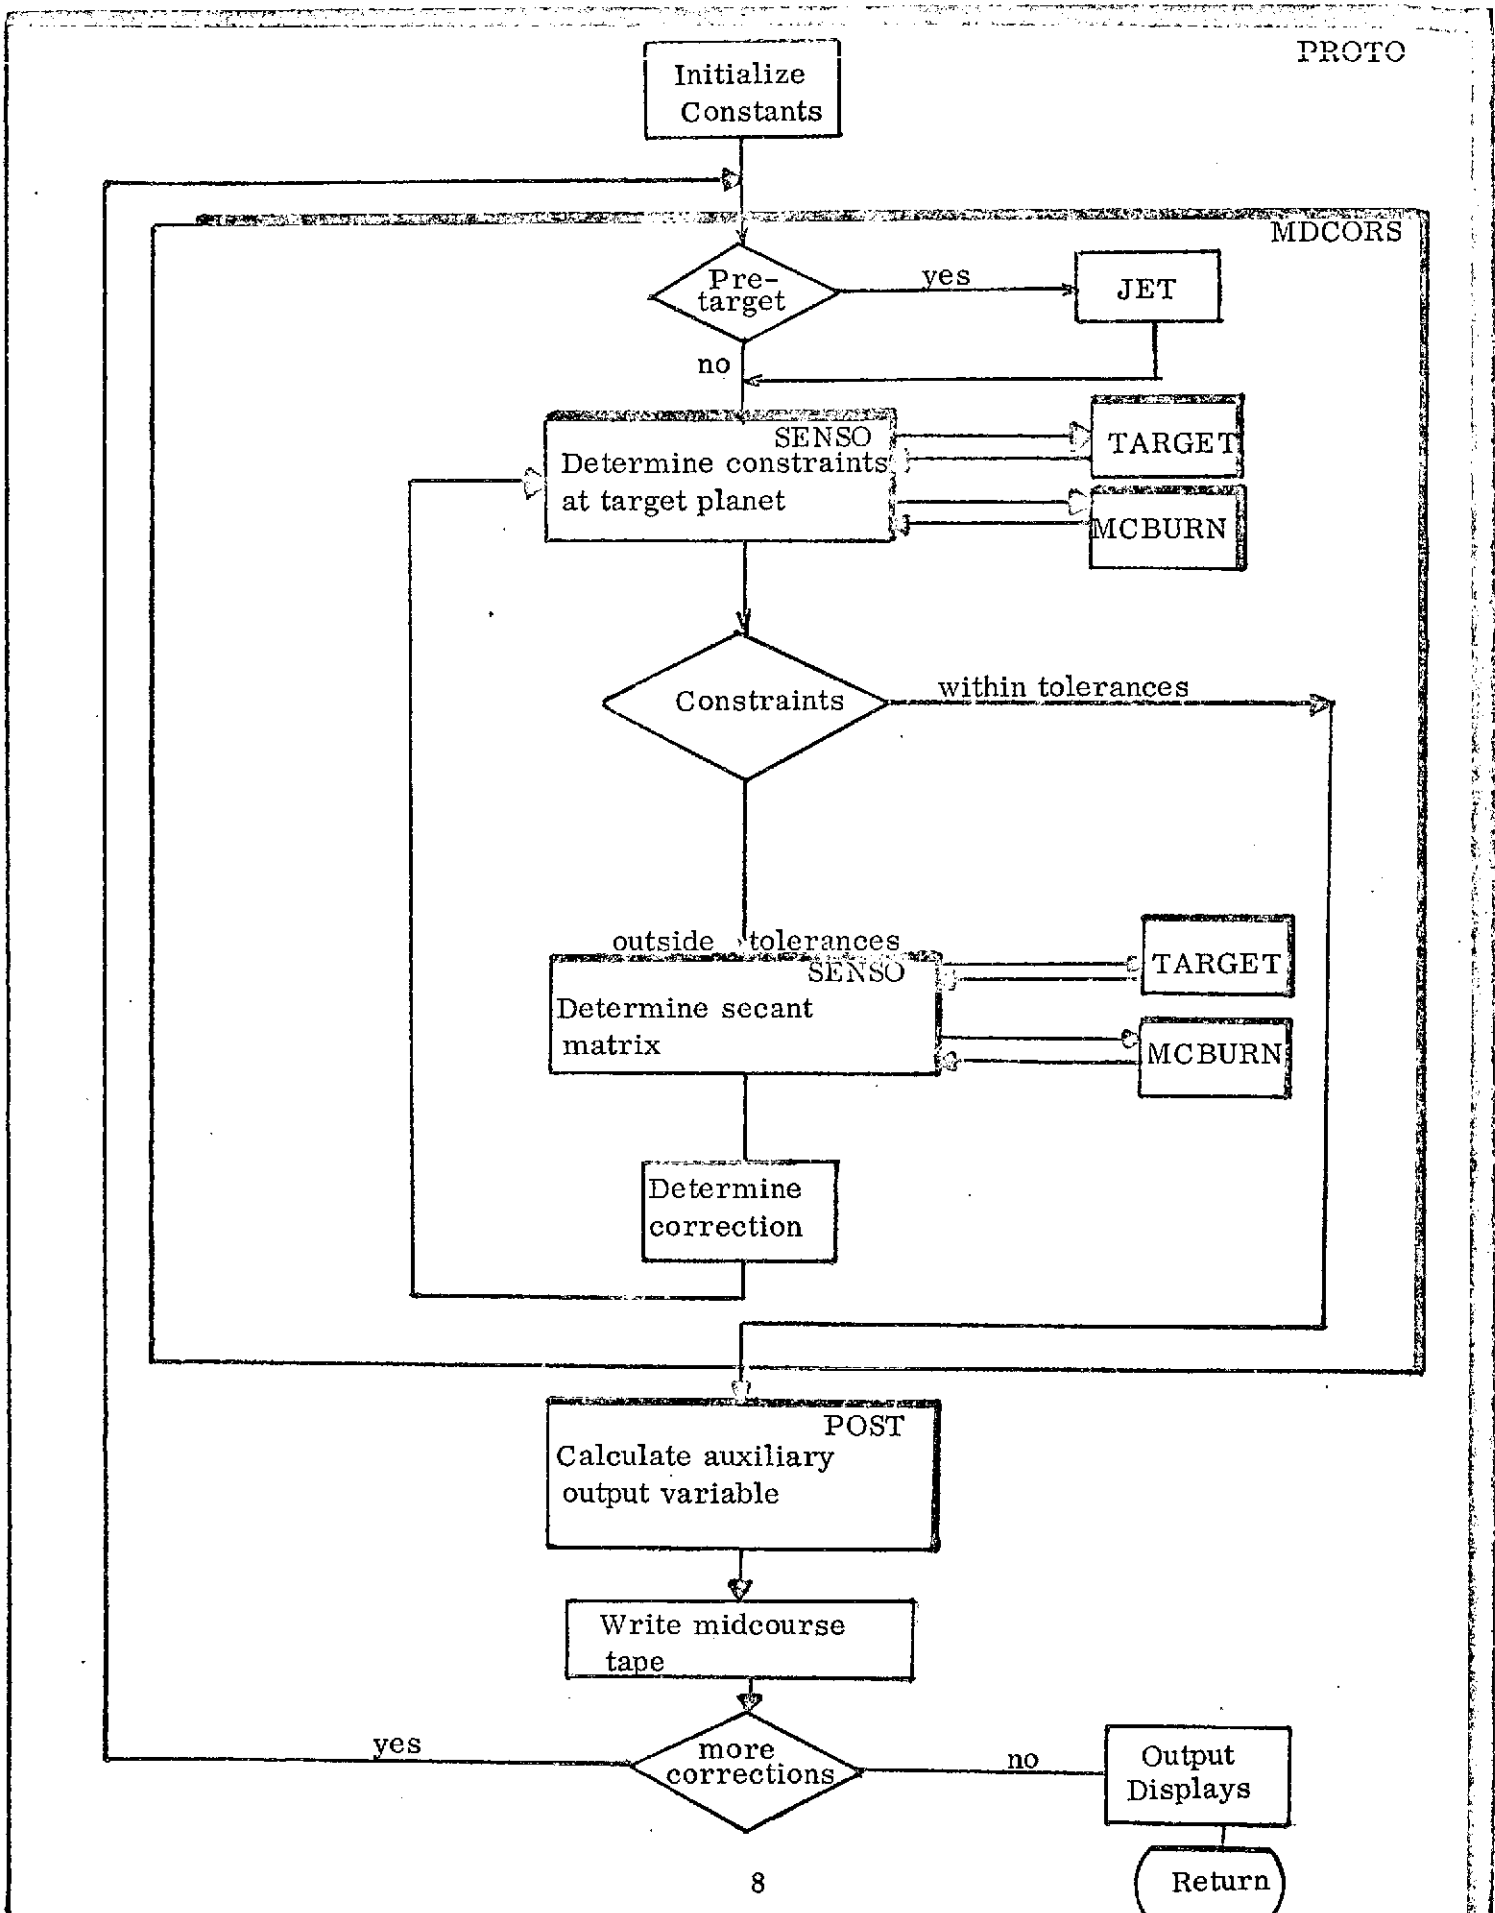 PROTO
Initialize
Constants
MDCORS
Pre-
target
yes
JET
no
SENSO
Determine constraints
at target planet
TARGET
MCBURN
Constraints
within tolerances
outside tolerances
SENSO
Determine secant
matrix
TARGET
MCBURN
Determine
correction
POST
Calculate auxiliary
output variable
Write midcourse
tape
yes
more
corrections
no
Output
Displays
Return
8